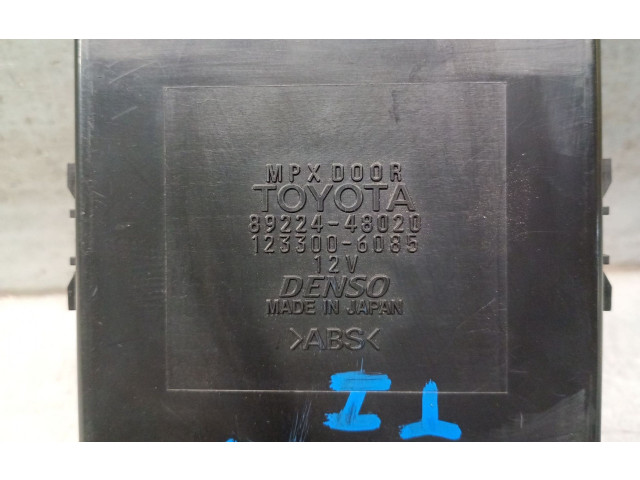 MPX DOOR
TOYOTA
89224-48020
123300-6085
12V
DENSO
MADE IN JAPAN
>ABS<